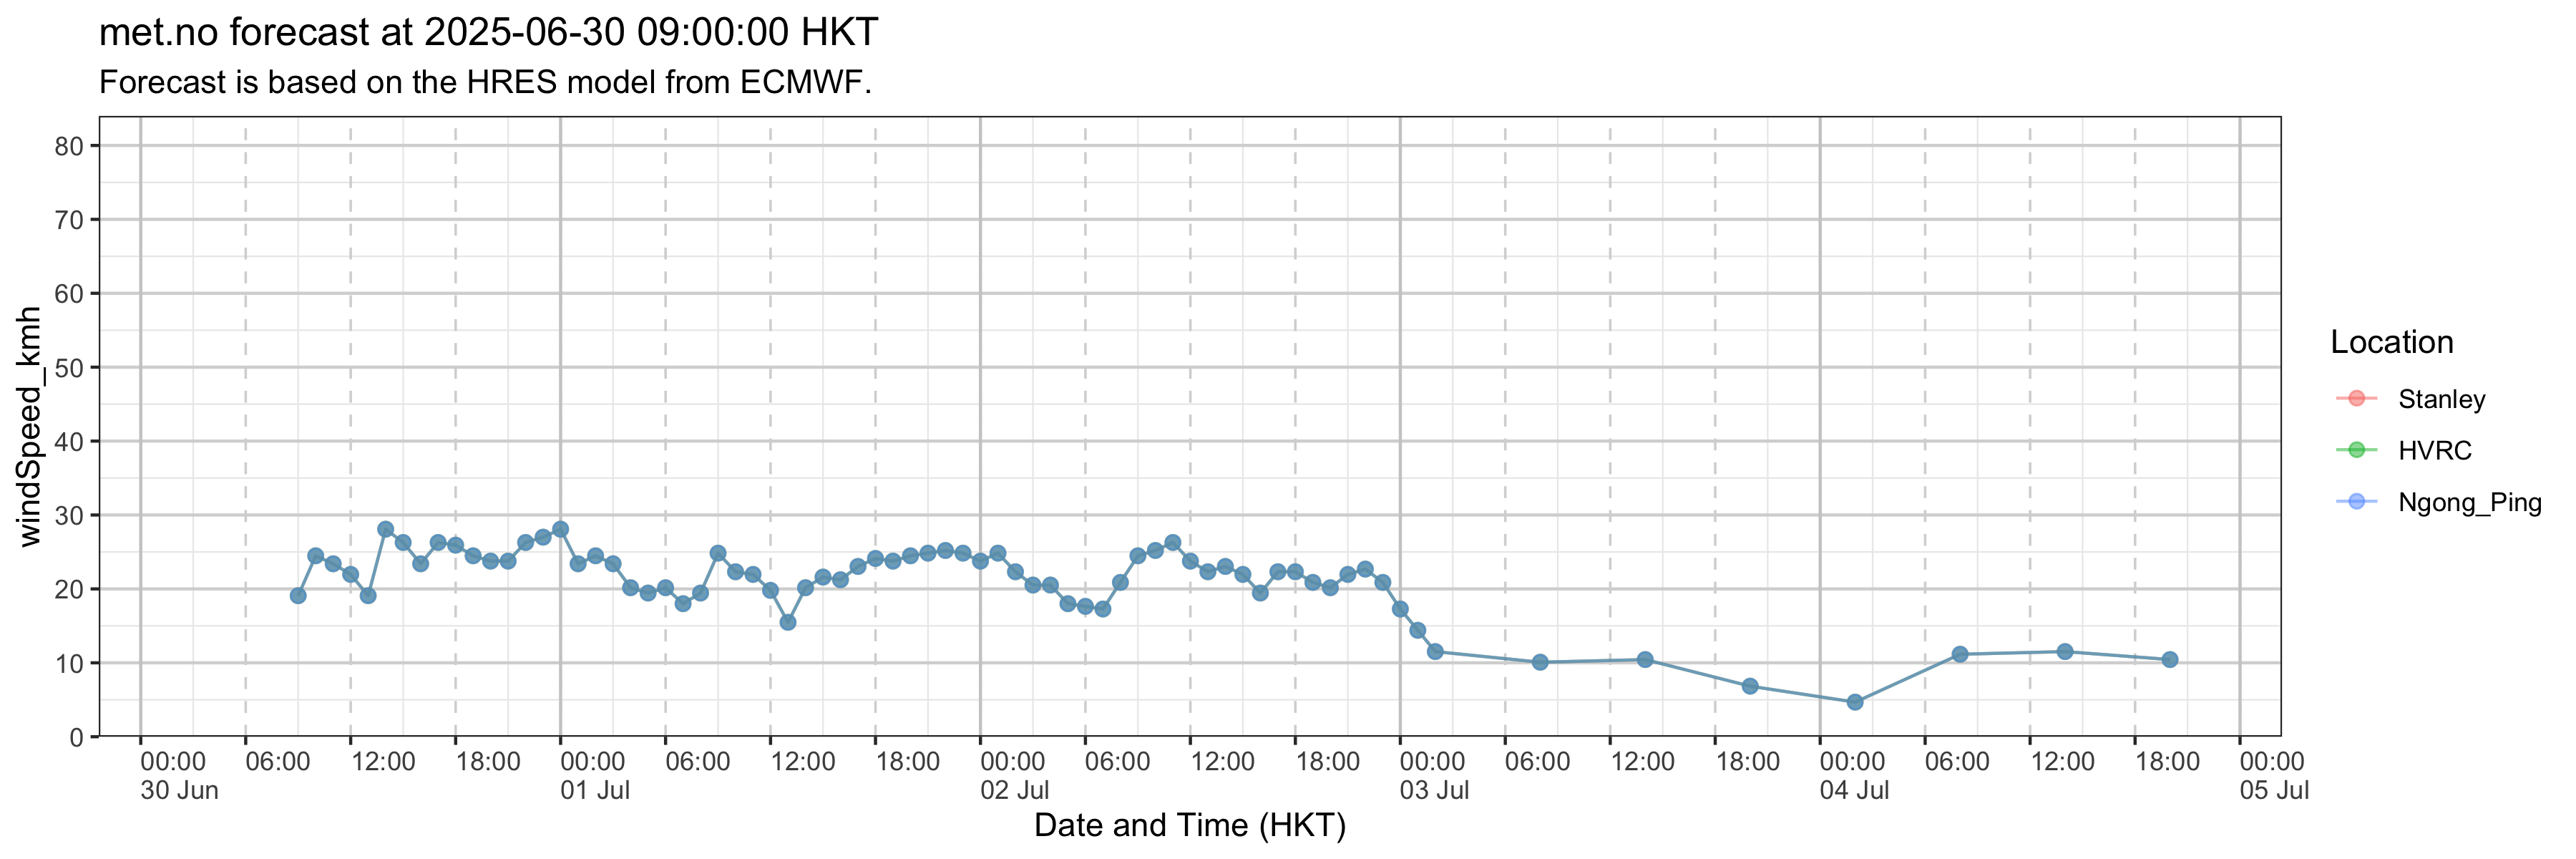 met.no forecast at 2025-06-30 09:00:00 HKT
Forecast is based on the HRES model from ECMWF.
windSpeed_kmh
80
70
60
50
40
30
20
10
0
00:00 06:00 12:00 18:00 00:00 06:00 12:00 18:00 00:00 06:00 12:00 18:00 00:00 06:00 12:00 18:00 00:00 06:00 12:00 18:00 00:00
30 Jun 01 Jul 02 Jul 03 Jul 04 Jul 05 Jul
Date and Time (HKT)
Location
Stanley
HVRC
Ngong_Ping